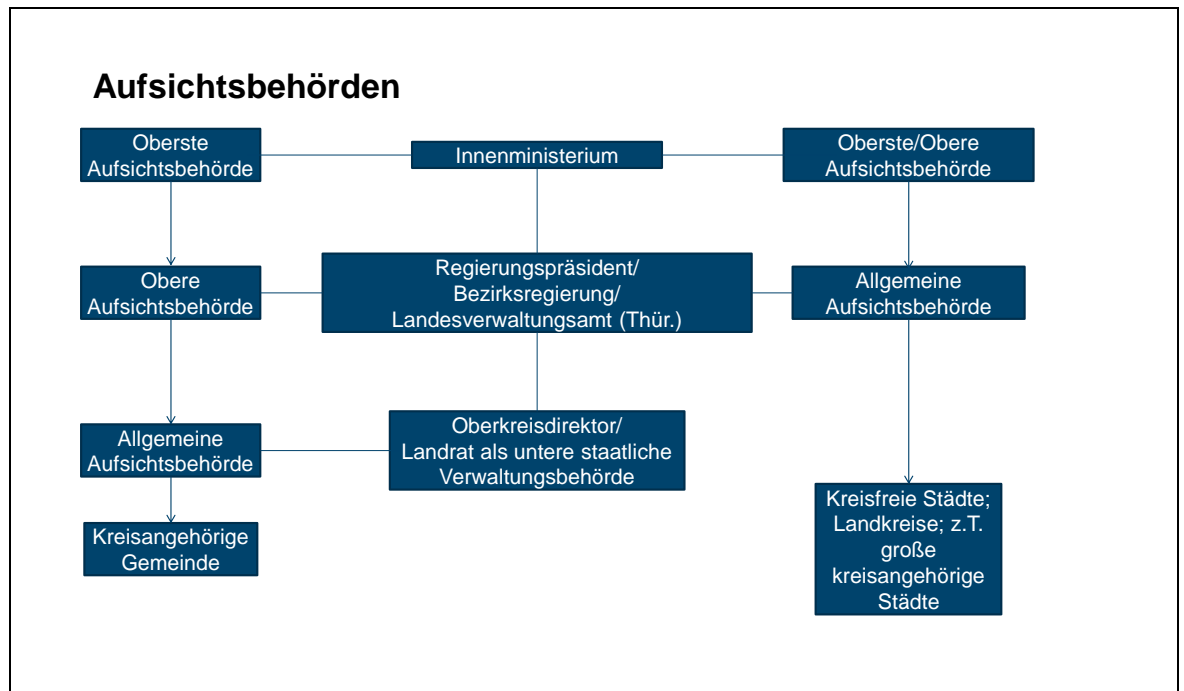 Aufsichtsbehörden
Oberste
Aufsichtsbehörde
Innenministerium
Oberste/Obere
Aufsichtsbehörde
Obere
Aufsichtsbehörde
Regierungspräsident/
Bezirksregierung/
Landesverwaltungsamt (Thür.)
Allgemeine
Aufsichtsbehörde
Allgemeine
Aufsichtsbehörde
Oberkreisdirektor/
Landrat als untere staatliche
Verwaltungsbehörde
Kreisangehörige
Gemeinde
Kreisfreie Städte;
Landkreise; z.T.
große
kreisangehörige
Städte